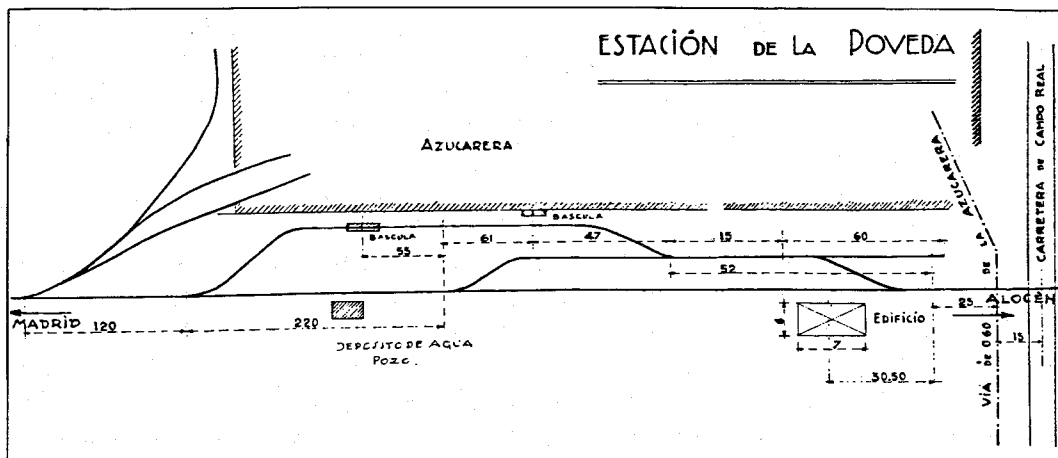 ESTACIÓN DE LA POVEDA
AZUCARERA
BASCULA
BASCULA
55
61
47
15
60
52
MADRID
120
220
DEPOSITO DE AGUA
POZO
6
7
EDIFICIO
30,50
25
ALOCÉN
15
VÍA DE 0,60
DE LA AZUCARERA
CARRETERA DE CAMPO REAL